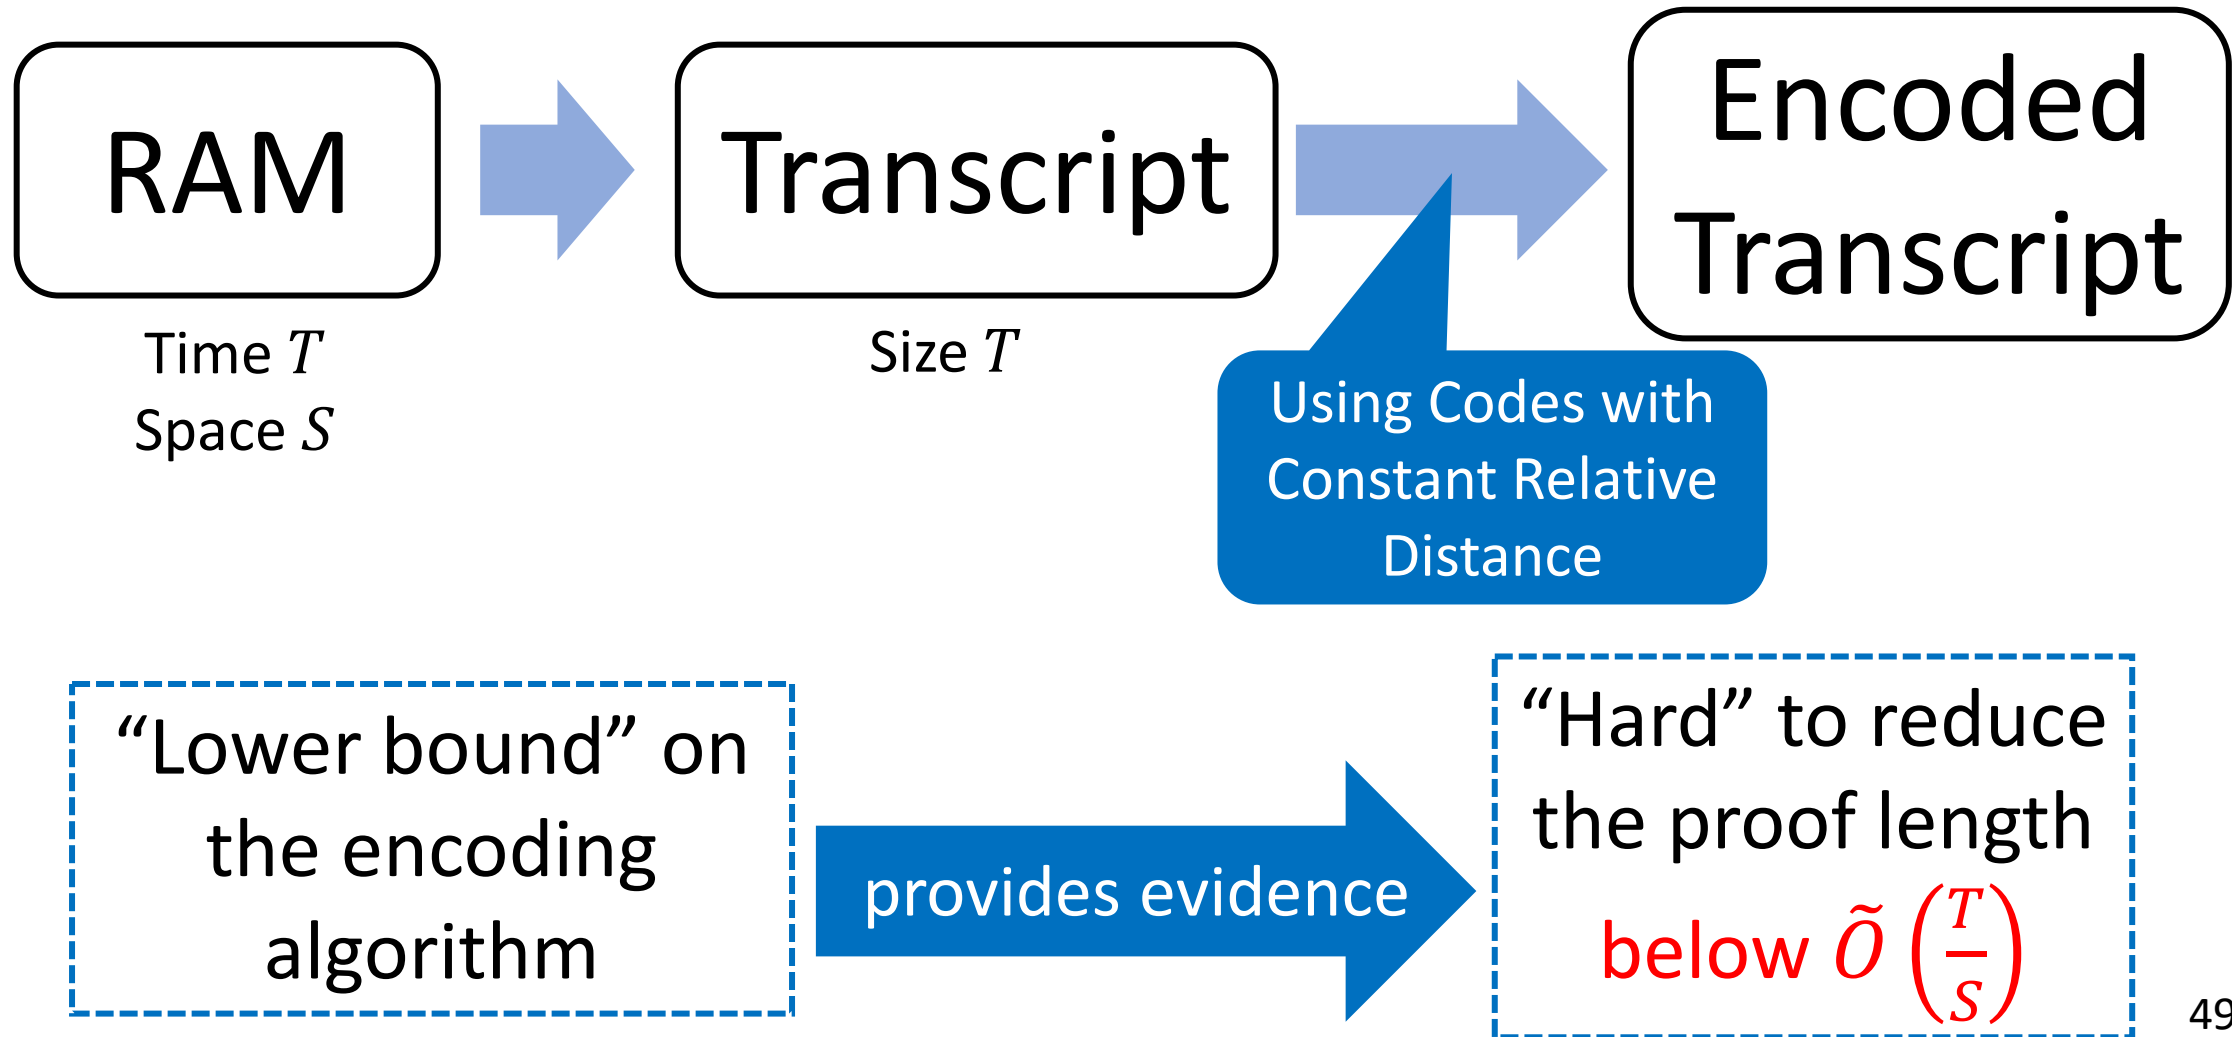 RAM
Time T
Space S
Transcript
Size T
Encoded
Transcript
Using Codes with
Constant Relative
Distance
“Lower bound” on
the encoding
algorithm
provides evidence
“Hard” to reduce
the proof length
below Õ (T/S)
49